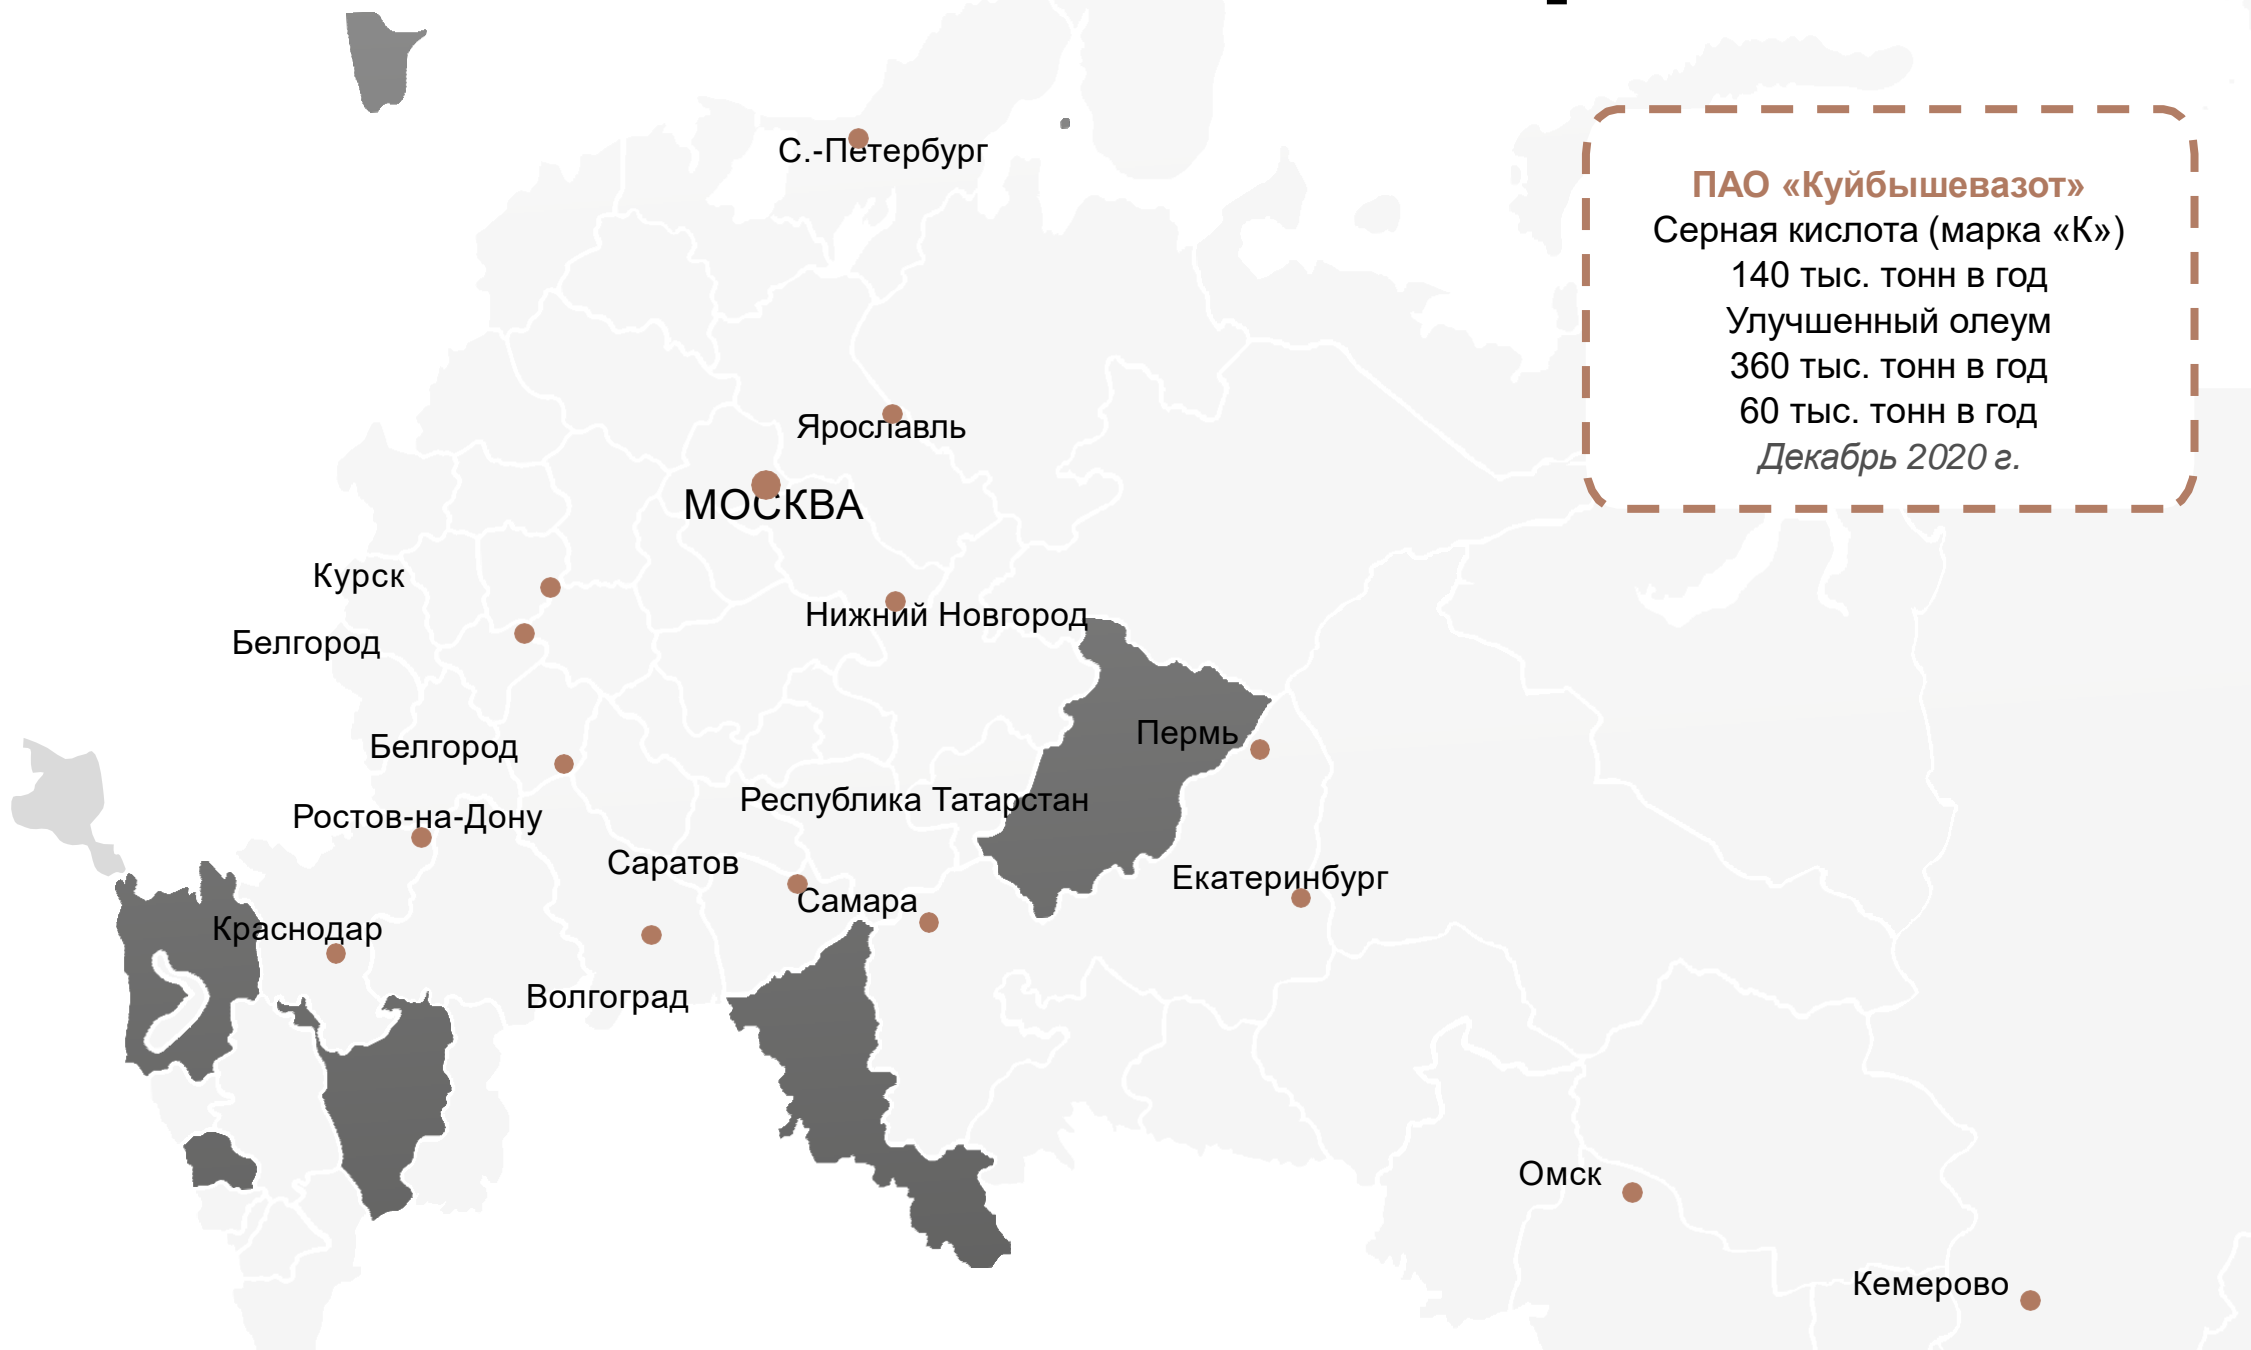 С.-Петербург
ПАО «Куйбышевазот»
Серная кислота (марка «К»)
140 тыс. тонн в год
Улучшенный олеум
360 тыс. тонн в год
60 тыс. тонн в год
Декабрь 2020 г.
Ярославль
МОСКВА
Курск
Нижний Новгород
Белгород
Пермь
Белгород
Республика Татарстан
Ростов-на-Дону
Саратов
Екатеринбург
Самара
Краснодар
Волгоград
Омск
Кемерово